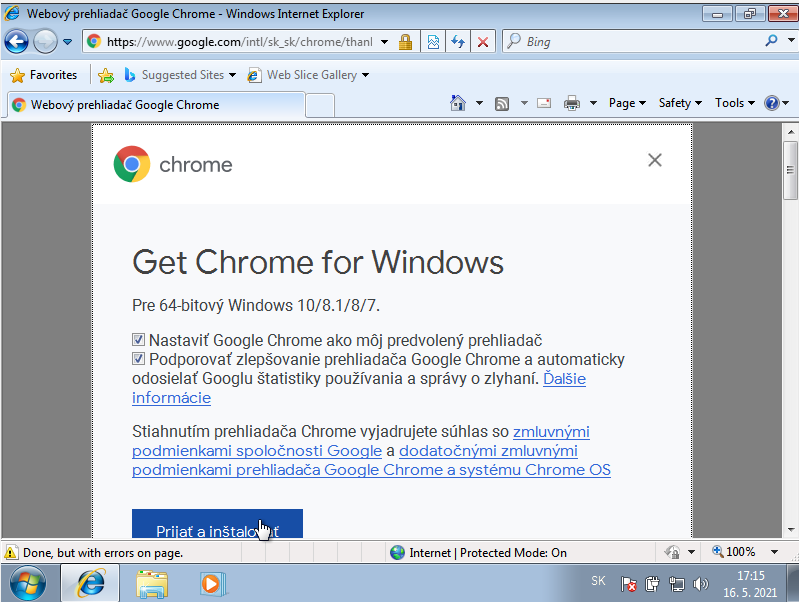 Webový prehliadač Google Chrome - Windows Internet Explorer
https://www.google.com/intl/sk_sk/chrome/thanl
Bing
Favorites
Suggested Sites
Web Slice Gallery
Webový prehliadač Google Chrome
Page
Safety
Tools
chrome
Get Chrome for Windows
Pre 64-bitový Windows 10/8.1/8/7.
Nastaviť Google Chrome ako môj predvolený prehliadač
Podporovať zlepšovanie prehliadača Google Chrome a automaticky
odosielať Googlu štatistiky používania a správy o zlyhaní. Ďalšie
informácie
Stiahnutím prehliadača Chrome vyjadrujete súhlas so zmluvnými
podmienkami spoločnosti Google a dodatočnými zmluvnými
podmienkami prehliadača Google Chrome a systému Chrome OS
Prijať a inštalovať
Done, but with errors on page.
Internet | Protected Mode: On
100%
SK
17:15
16. 5. 2021